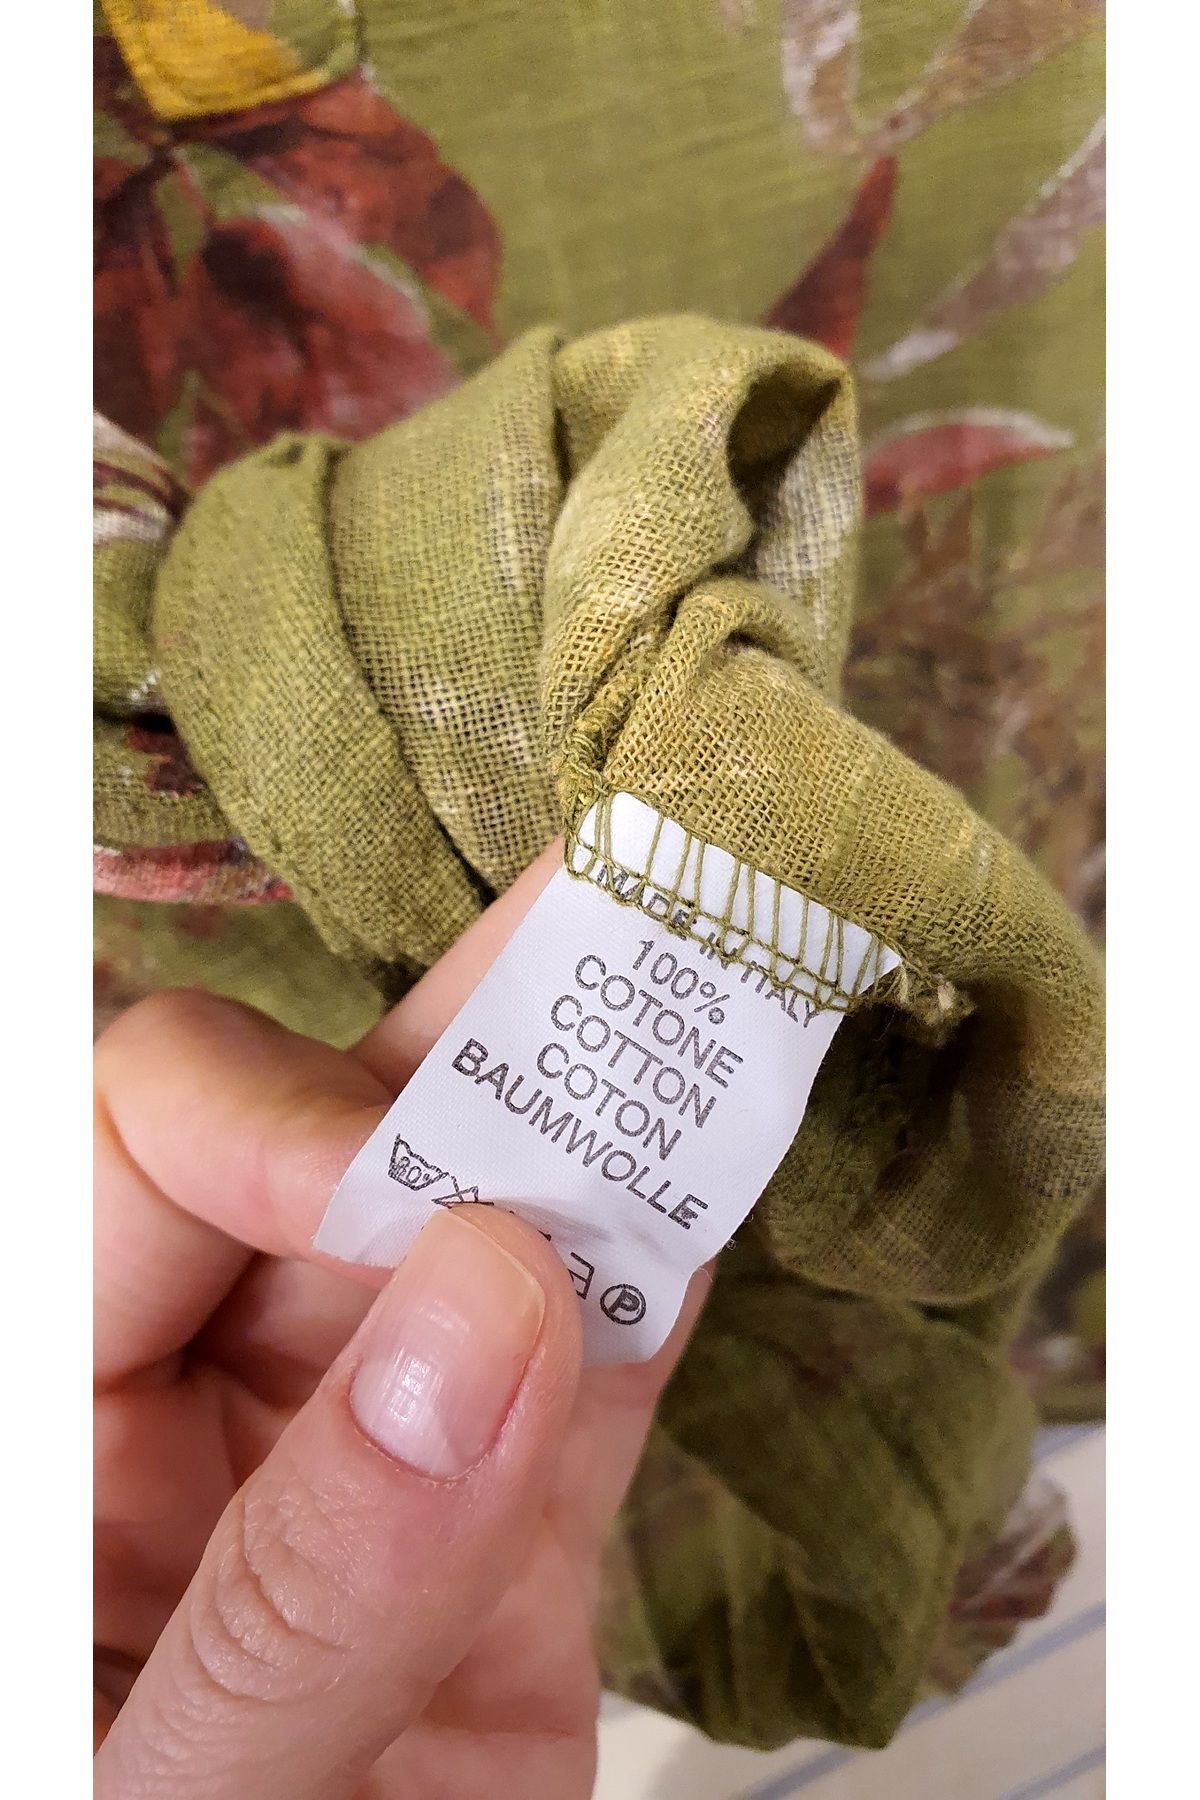 MADE IN ITALY
100%
COTONE
COTTON
COTON
BAUMWOLLE
P